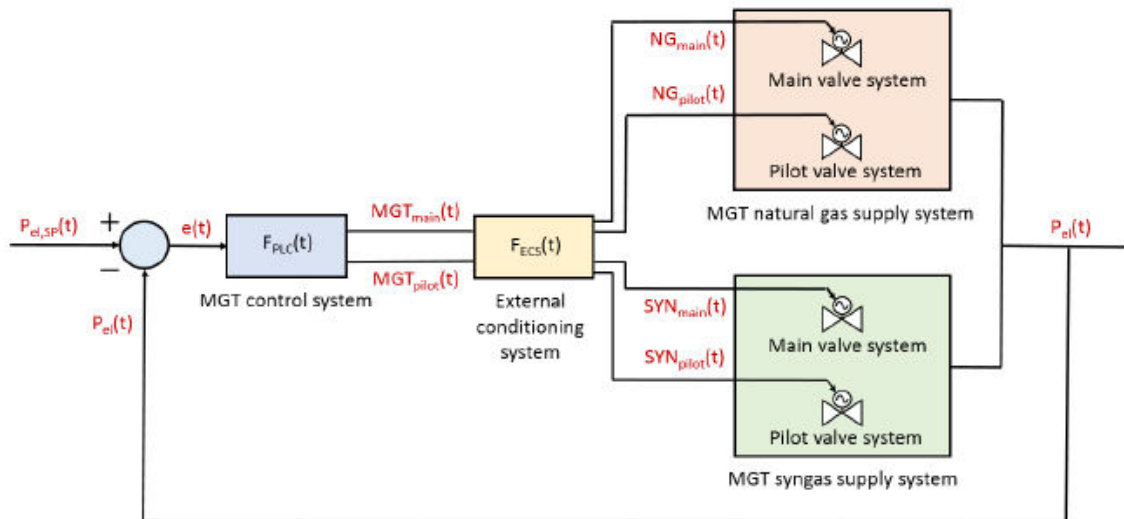 NGmain(t)
Main valve system
NGpilot(t)
Pilot valve system
MGT natural gas supply system
Pel,SP(t)
+
−
e(t)
FPLC(t)
MGT control system
MGTmain(t)
MGTpilot(t)
FECS(t)
External
conditioning
system
Pel(t)
Pel(t)
SYNmain(t)
Main valve system
SYNpilot(t)
Pilot valve system
MGT syngas supply system